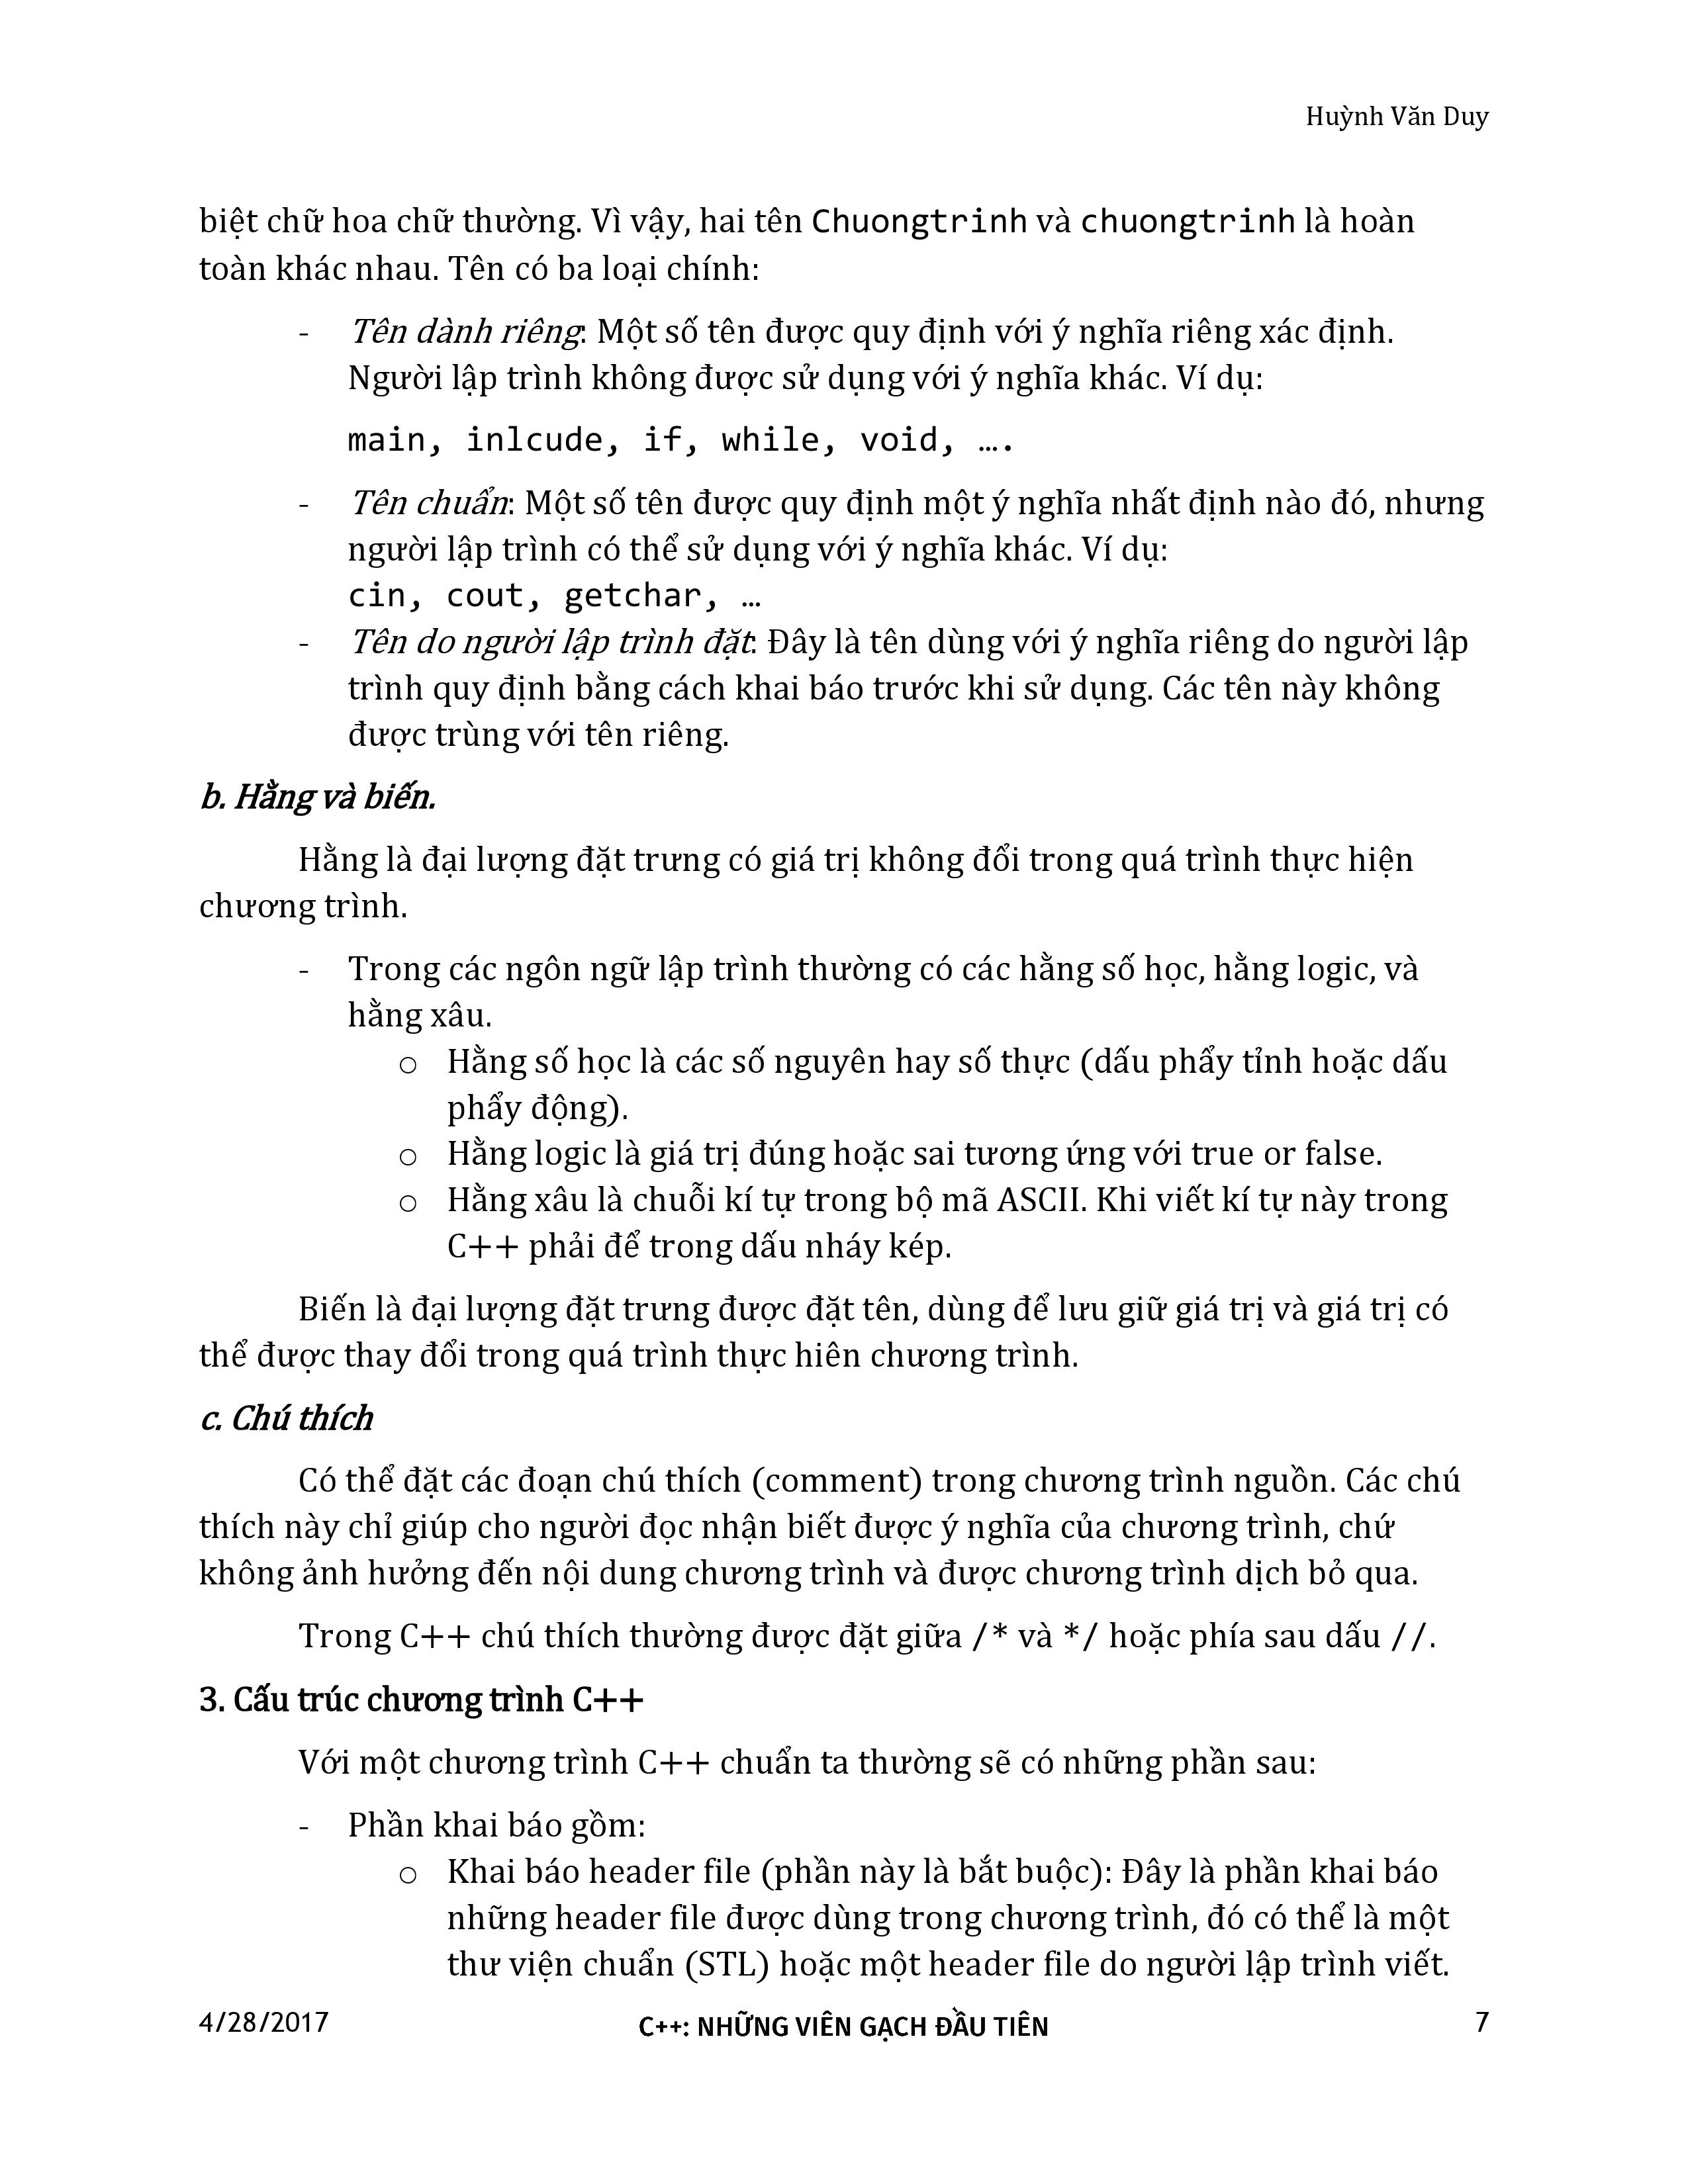 Huỳnh Văn Duy
biệt chữ hoa chữ thường. Vì vậy, hai tên Chuongtrinh và chuongtrinh là hoàn
toàn khác nhau. Tên có ba loại chính:
- Tên dành riêng: Một số tên được quy định với ý nghĩa riêng xác định.
Người lập trình không được sử dụng với ý nghĩa khác. Ví dụ:
main, inlcude, if, while, void, ….
- Tên chuẩn: Một số tên được quy định một ý nghĩa nhất định nào đó, nhưng
người lập trình có thể sử dụng với ý nghĩa khác. Ví dụ:
cin, cout, getchar, …
- Tên do người lập trình đặt: Đây là tên dùng với ý nghĩa riêng do người lập
trình quy định bằng cách khai báo trước khi sử dụng. Các tên này không
được trùng với tên riêng.
b. Hằng và biến.
Hằng là đại lượng đặt trưng có giá trị không đổi trong quá trình thực hiện
chương trình.
- Trong các ngôn ngữ lập trình thường có các hằng số học, hằng logic, và
hằng xâu.
o Hằng số học là các số nguyên hay số thực (dấu phẩy tỉnh hoặc dấu
phẩy động).
o Hằng logic là giá trị đúng hoặc sai tương ứng với true or false.
o Hằng xâu là chuỗi kí tự trong bộ mã ASCII. Khi viết kí tự này trong
C++ phải để trong dấu nháy kép.
Biến là đại lượng đặt trưng được đặt tên, dùng để lưu giữ giá trị và giá trị có
thể được thay đổi trong quá trình thực hiên chương trình.
c. Chú thích
Có thể đặt các đoạn chú thích (comment) trong chương trình nguồn. Các chú
thích này chỉ giúp cho người đọc nhận biết được ý nghĩa của chương trình, chứ
không ảnh hưởng đến nội dung chương trình và được chương trình dịch bỏ qua.
Trong C++ chú thích thường được đặt giữa /* và */ hoặc phía sau dấu //.
3. Cấu trúc chương trình C++
Với một chương trình C++ chuẩn ta thường sẽ có những phần sau:
- Phần khai báo gồm:
o Khai báo header file (phần này là bắt buộc): Đây là phần khai báo
những header file được dùng trong chương trình, đó có thể là một
thư viện chuẩn (STL) hoặc một header file do người lập trình viết.
4/28/2017 C++: NHỮNG VIÊN GẠCH ĐẦU TIÊN 7